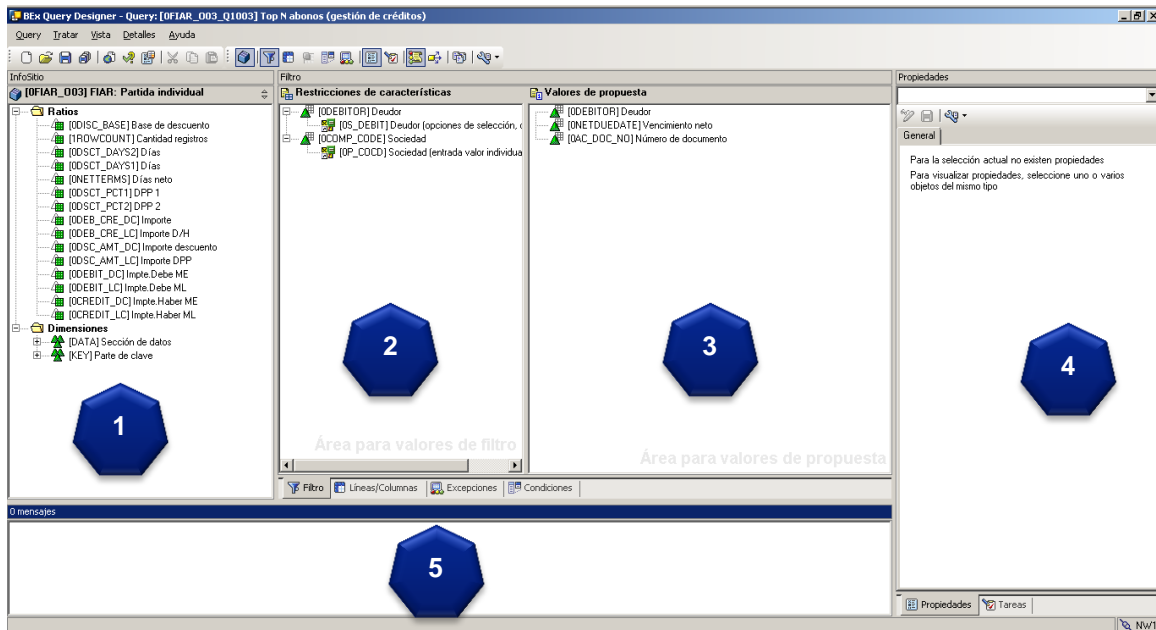 BEx Query Designer - Query: [0FIAR_O03_Q1003] Top N abonos (gestión de créditos)
Query Tratar Vista Detalles Ayuda
InfoSitio
[0FIAR_O03] FIAR: Partida individual
Ratios
[0DISC_BASE] Base de descuento
[1ROWCOUNT] Cantidad registros
[0DSCT_DAYS2] Días
[0DSCT_DAYS1] Días
[0NETTERMS] Días neto
[0DSCT_PCT1] DPP 1
[0DSCT_PCT2] DPP 2
[0DEB_CRE_DC] Importe
[0DEB_CRE_LC] Importe D/H
[0DSC_AMT_DC] Importe descuento
[0DSC_AMT_LC] Importe DPP
[0DEBIT_DC] Impte.Debe ME
[0DEBIT_LC] Impte.Debe ML
[0CREDIT_DC] Impte.Haber ME
[0CREDIT_LC] Impte.Haber ML
Dimensiones
[DATA] Sección de datos
[KEY] Parte de clave
1
Filtro
Restricciones de características
[0DEBITOR] Deudor
[0S_DEBIT] Deudor (opciones de selección,
[0COMP_CODE] Sociedad
[0P_COCD] Sociedad (entrada valor individua
2
Área para valores de filtro
Valores de propuesta
[0DEBITOR] Deudor
[0NETDUEDATE] Vencimiento neto
[0AC_DOC_NO] Número de documento
3
Área para valores de propuesta
Filtro Líneas/Columnas Excepciones Condiciones
Propiedades
General
Para la selección actual no existen propiedades
Para visualizar propiedades, seleccione uno o varios
objetos del mismo tipo
4
Propiedades Tareas
0 mensajes
5
NW1